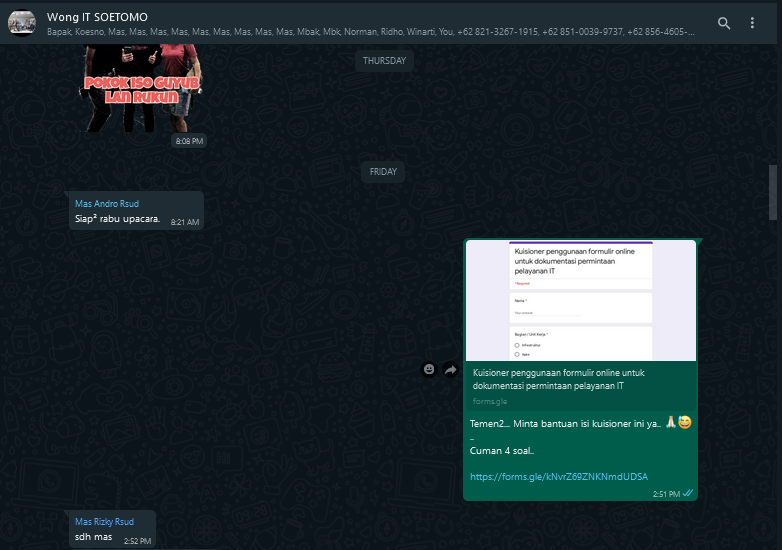 Wong IT SOETOMO
Bapak, Koesno, Mas, Mas, Mas, Mas, Mas, Mas, Mas, Mas, Mas, Mbak, Mbk, Norman, Ridho, Winarti, You, +62 821-3267-1915, +62 851-0039-9737, +62 856-4605-...
THURSDAY
POKOK ISO GUYUB
LAN RUKUN
8:08 PM
FRIDAY
Mas Andro Rsud
Siap² rabu upacara.
8:21 AM
Kuisioner penggunaan formulir online
untuk dokumentasi permintaan
pelayanan IT
* Required
Nama *
Your answer
Bagian / Unit Kerja *
Infrastruktur
Apps
Kuisioner penggunaan formulir online untuk
dokumentasi permintaan pelayanan IT
forms.gle
Temen2... Minta bantuan isi kuisioner ini ya.. 🙏🏻😅
..
Cuman 4 soal..
https://forms.gle/kNvrZ69ZNKNmdUDSA
2:51 PM
Mas Rizky Rsud
sdh mas
2:52 PM